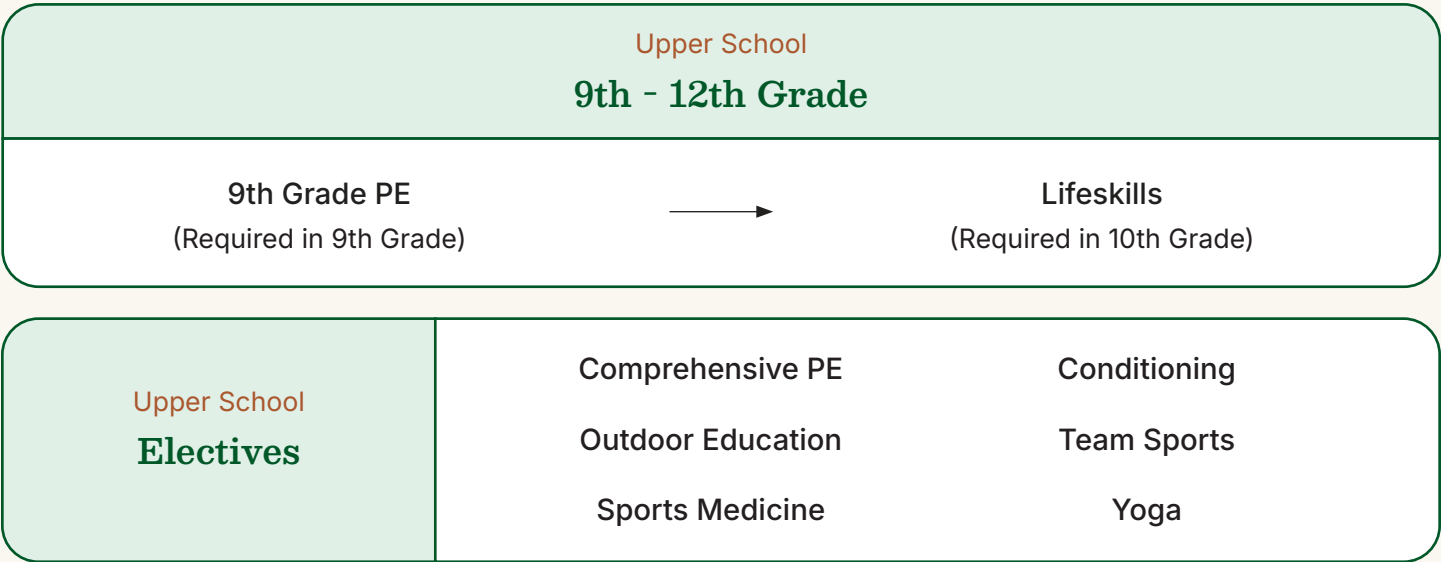 Upper School
9th - 12th Grade
9th Grade PE
(Required in 9th Grade)
Lifeskills
(Required in 10th Grade)
Upper School
Electives
Comprehensive PE
Conditioning
Outdoor Education
Team Sports
Sports Medicine
Yoga